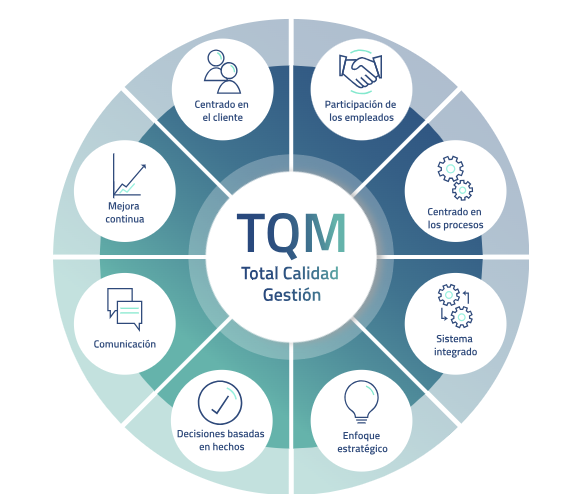 Centrado en
el cliente
Participación de
los empleados
Mejora
continua
Centrado en
los procesos
TQM
Total Calidad
Gestión
Comunicación
Sistema
integrado
Decisiones basadas
en hechos
Enfoque
estratégico